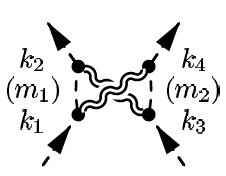 k₂ k₄
(m₁) (m₂)
k₁ k₃